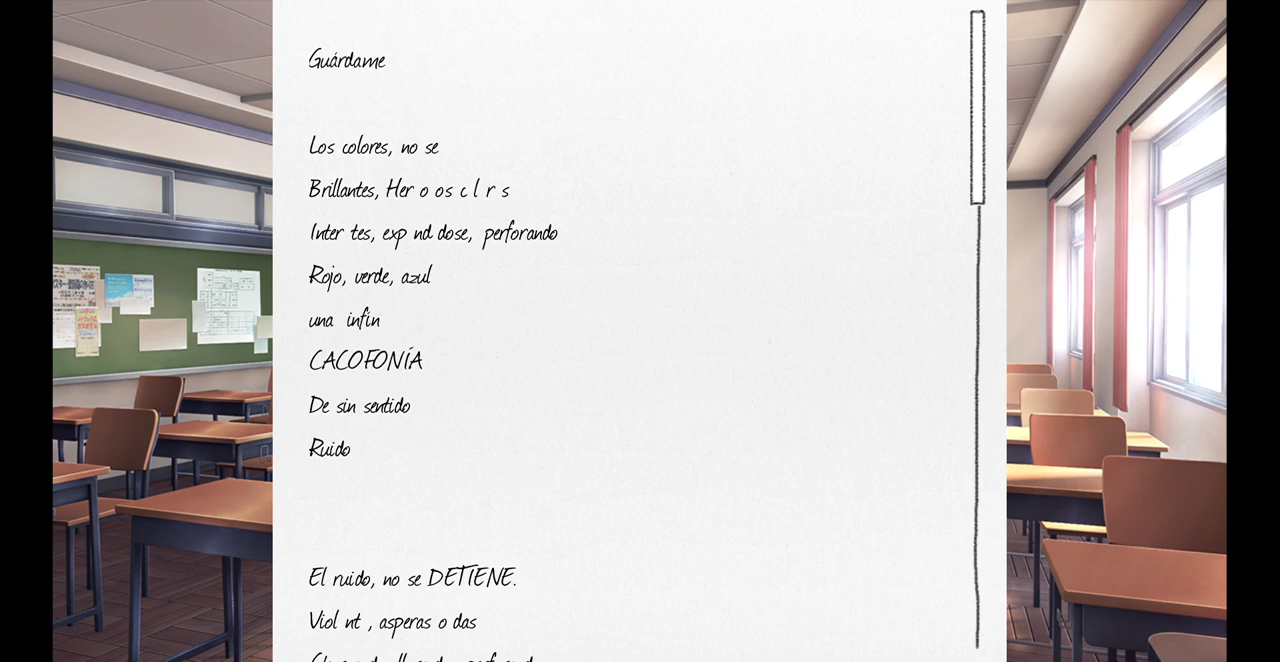 Guárdame
Los colores, no se
Brillantes, Her o os c l r s
Inter tes, exp nd dose, perforando
Rojo, verde, azul
una infin
CACOFONÍA
De sin sentido
Ruido
El ruido, no se DETIENE.
Viol nt , asperas o das